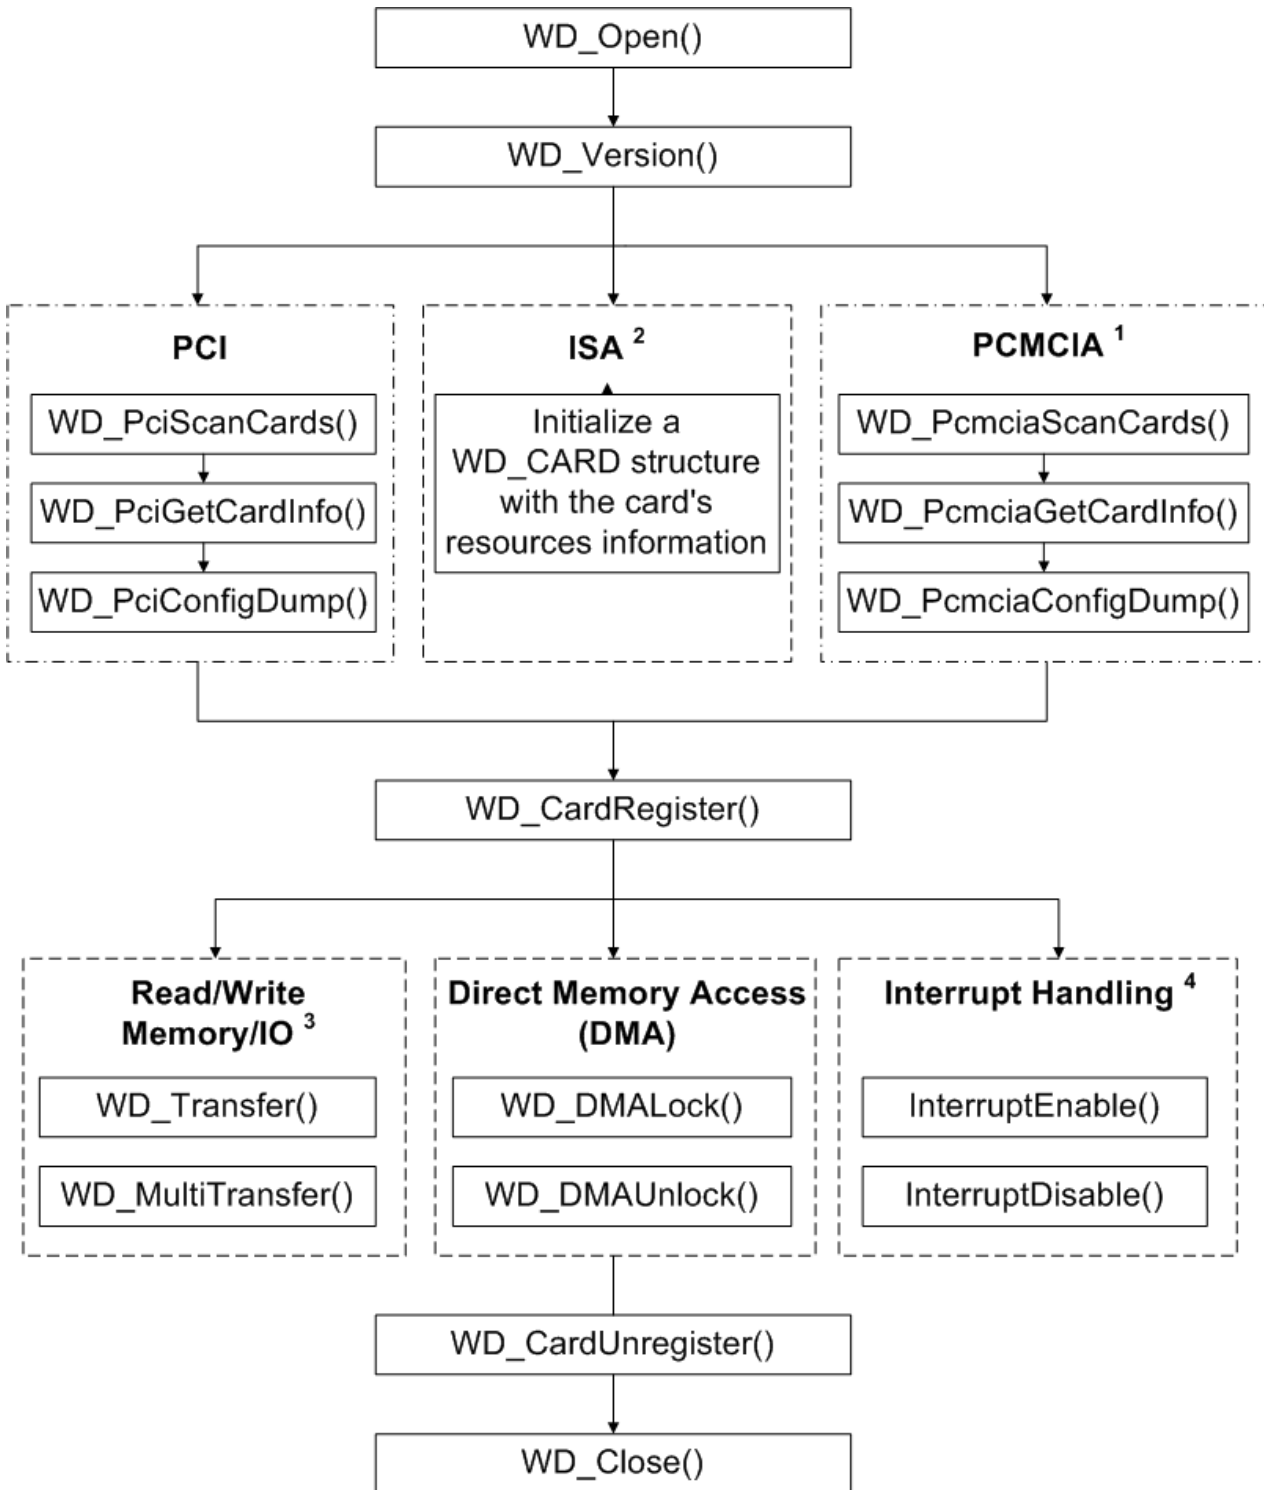 WD_Open()
WD_Version()
PCI
WD_PciScanCards()
WD_PciGetCardInfo()
WD_PciConfigDump()
ISA 2
Initialize a
WD_CARD structure
with the card's
resources information
PCMCIA 1
WD_PcmciaScanCards()
WD_PcmciaGetCardInfo()
WD_PcmciaConfigDump()
WD_CardRegister()
Read/Write
Memory/IO 3
WD_Transfer()
WD_MultiTransfer()
Direct Memory Access
(DMA)
WD_DMALock()
WD_DMAUnlock()
Interrupt Handling 4
InterruptEnable()
InterruptDisable()
WD_CardUnregister()
WD_Close()